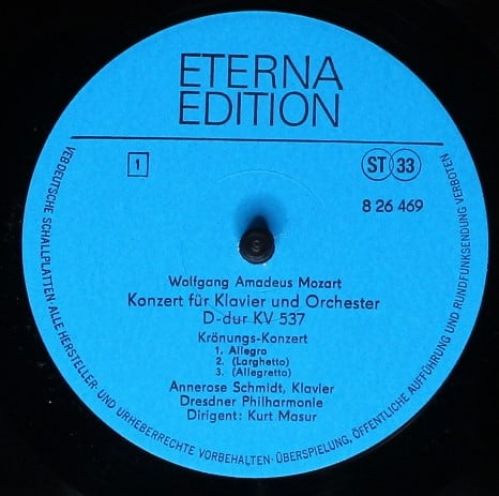 ETERNA
EDITION
1
ST 33
8 26 469
Wolfgang Amadeus Mozart
Konzert für Klavier und Orchester
D-dur KV 537
Krönungs-Konzert
1. Allegro
2. (Larghetto)
3. (Allegretto)
Annerose Schmidt, Klavier
Dresdner Philharmonie
Dirigent: Kurt Masur
VEB DEUTSCHE SCHALLPLATTEN · ALLE HERSTELLER- UND URHEBERRECHTE VORBEHALTEN · ÜBERSPIELUNG, ÖFFENTLICHE AUFFÜHRUNG UND RUNDFUNKSENDUNG VERBOTEN